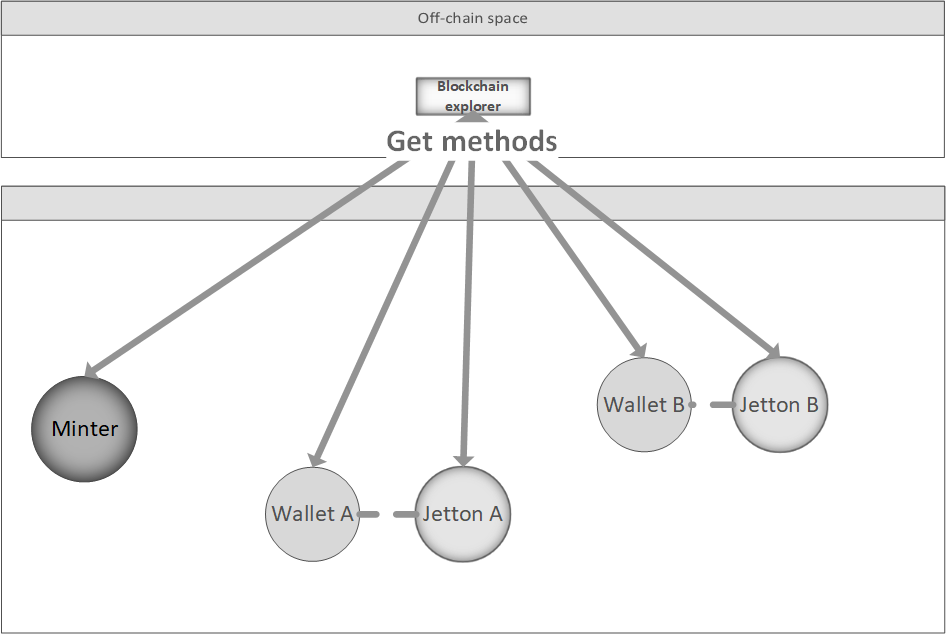 Off-chain space
Blockchain
explorer
Get methods
Minter
Wallet A
Jetton A
Wallet B
Jetton B